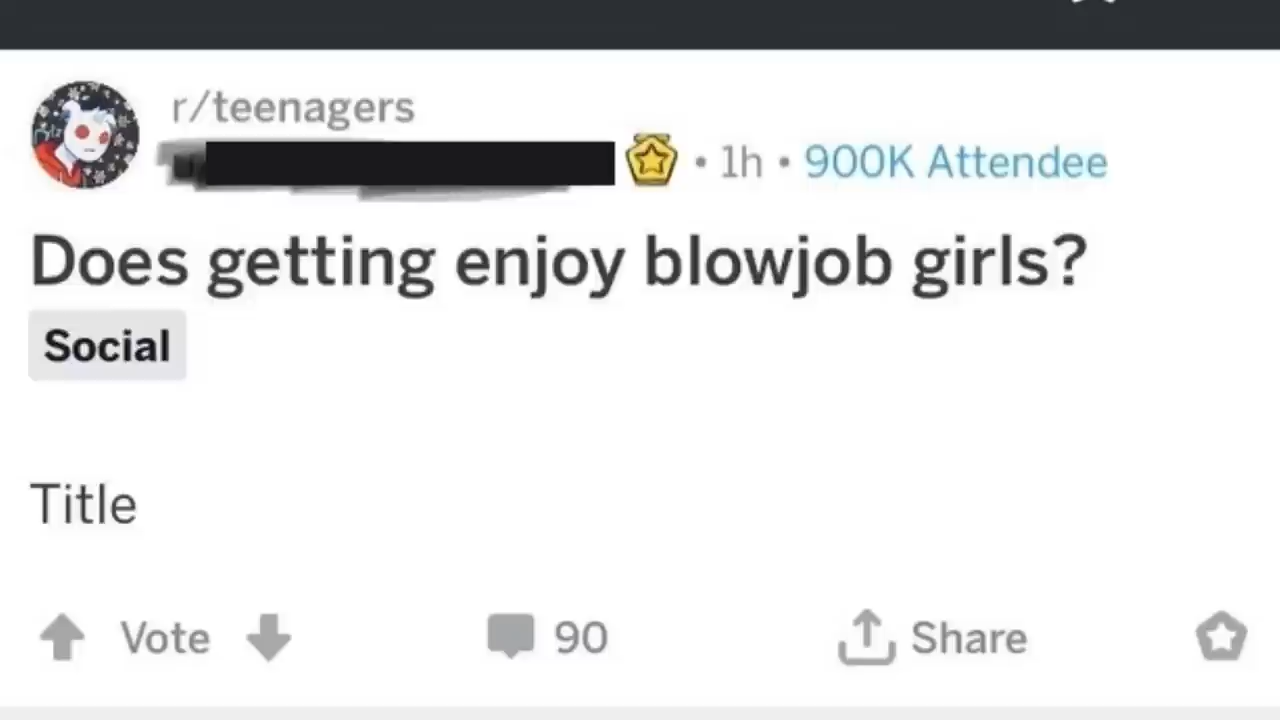 r/teenagers
• 1h • 900K Attendee
Does getting enjoy blowjob girls?
Social
Title
Vote 90 Share